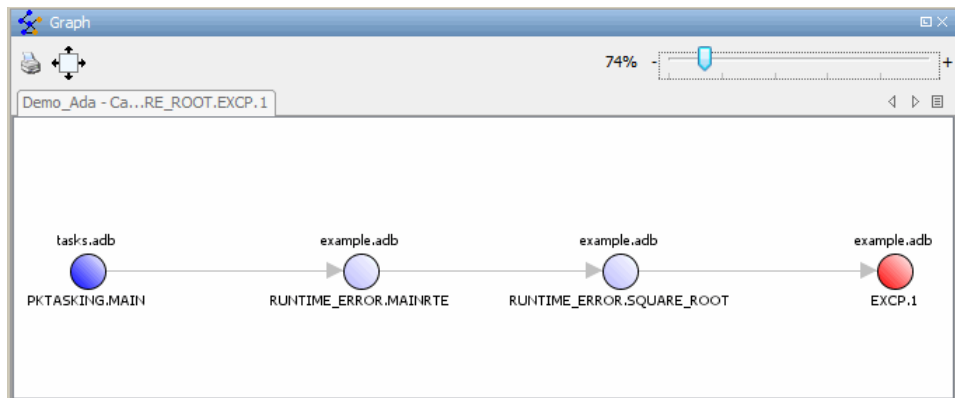 Graph
74% - +
Demo_Ada - Ca...RE_ROOT.EXCP.1
tasks.adb example.adb example.adb example.adb
PKTASKING.MAIN RUNTIME_ERROR.MAINRTE RUNTIME_ERROR.SQUARE_ROOT EXCP.1